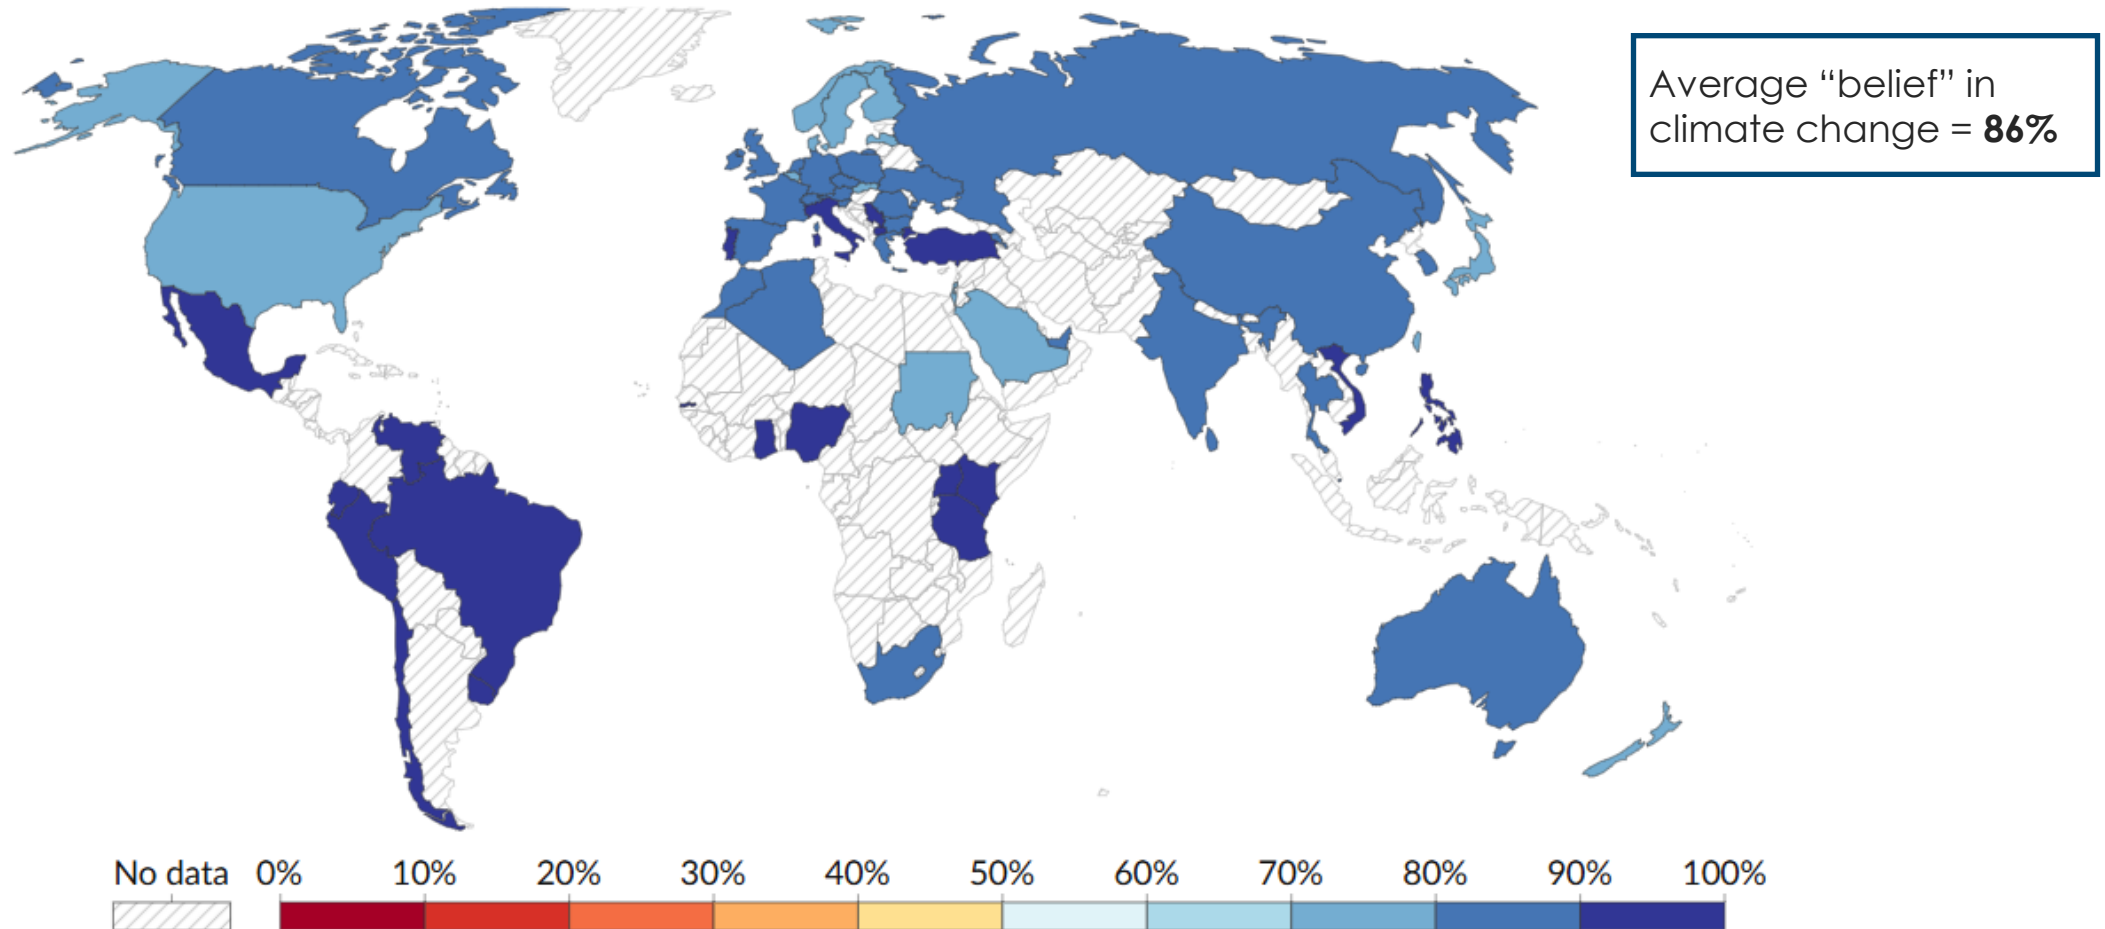 Average “belief” in
climate change = 86%
No data 0% 10% 20% 30% 40% 50% 60% 70% 80% 90% 100%